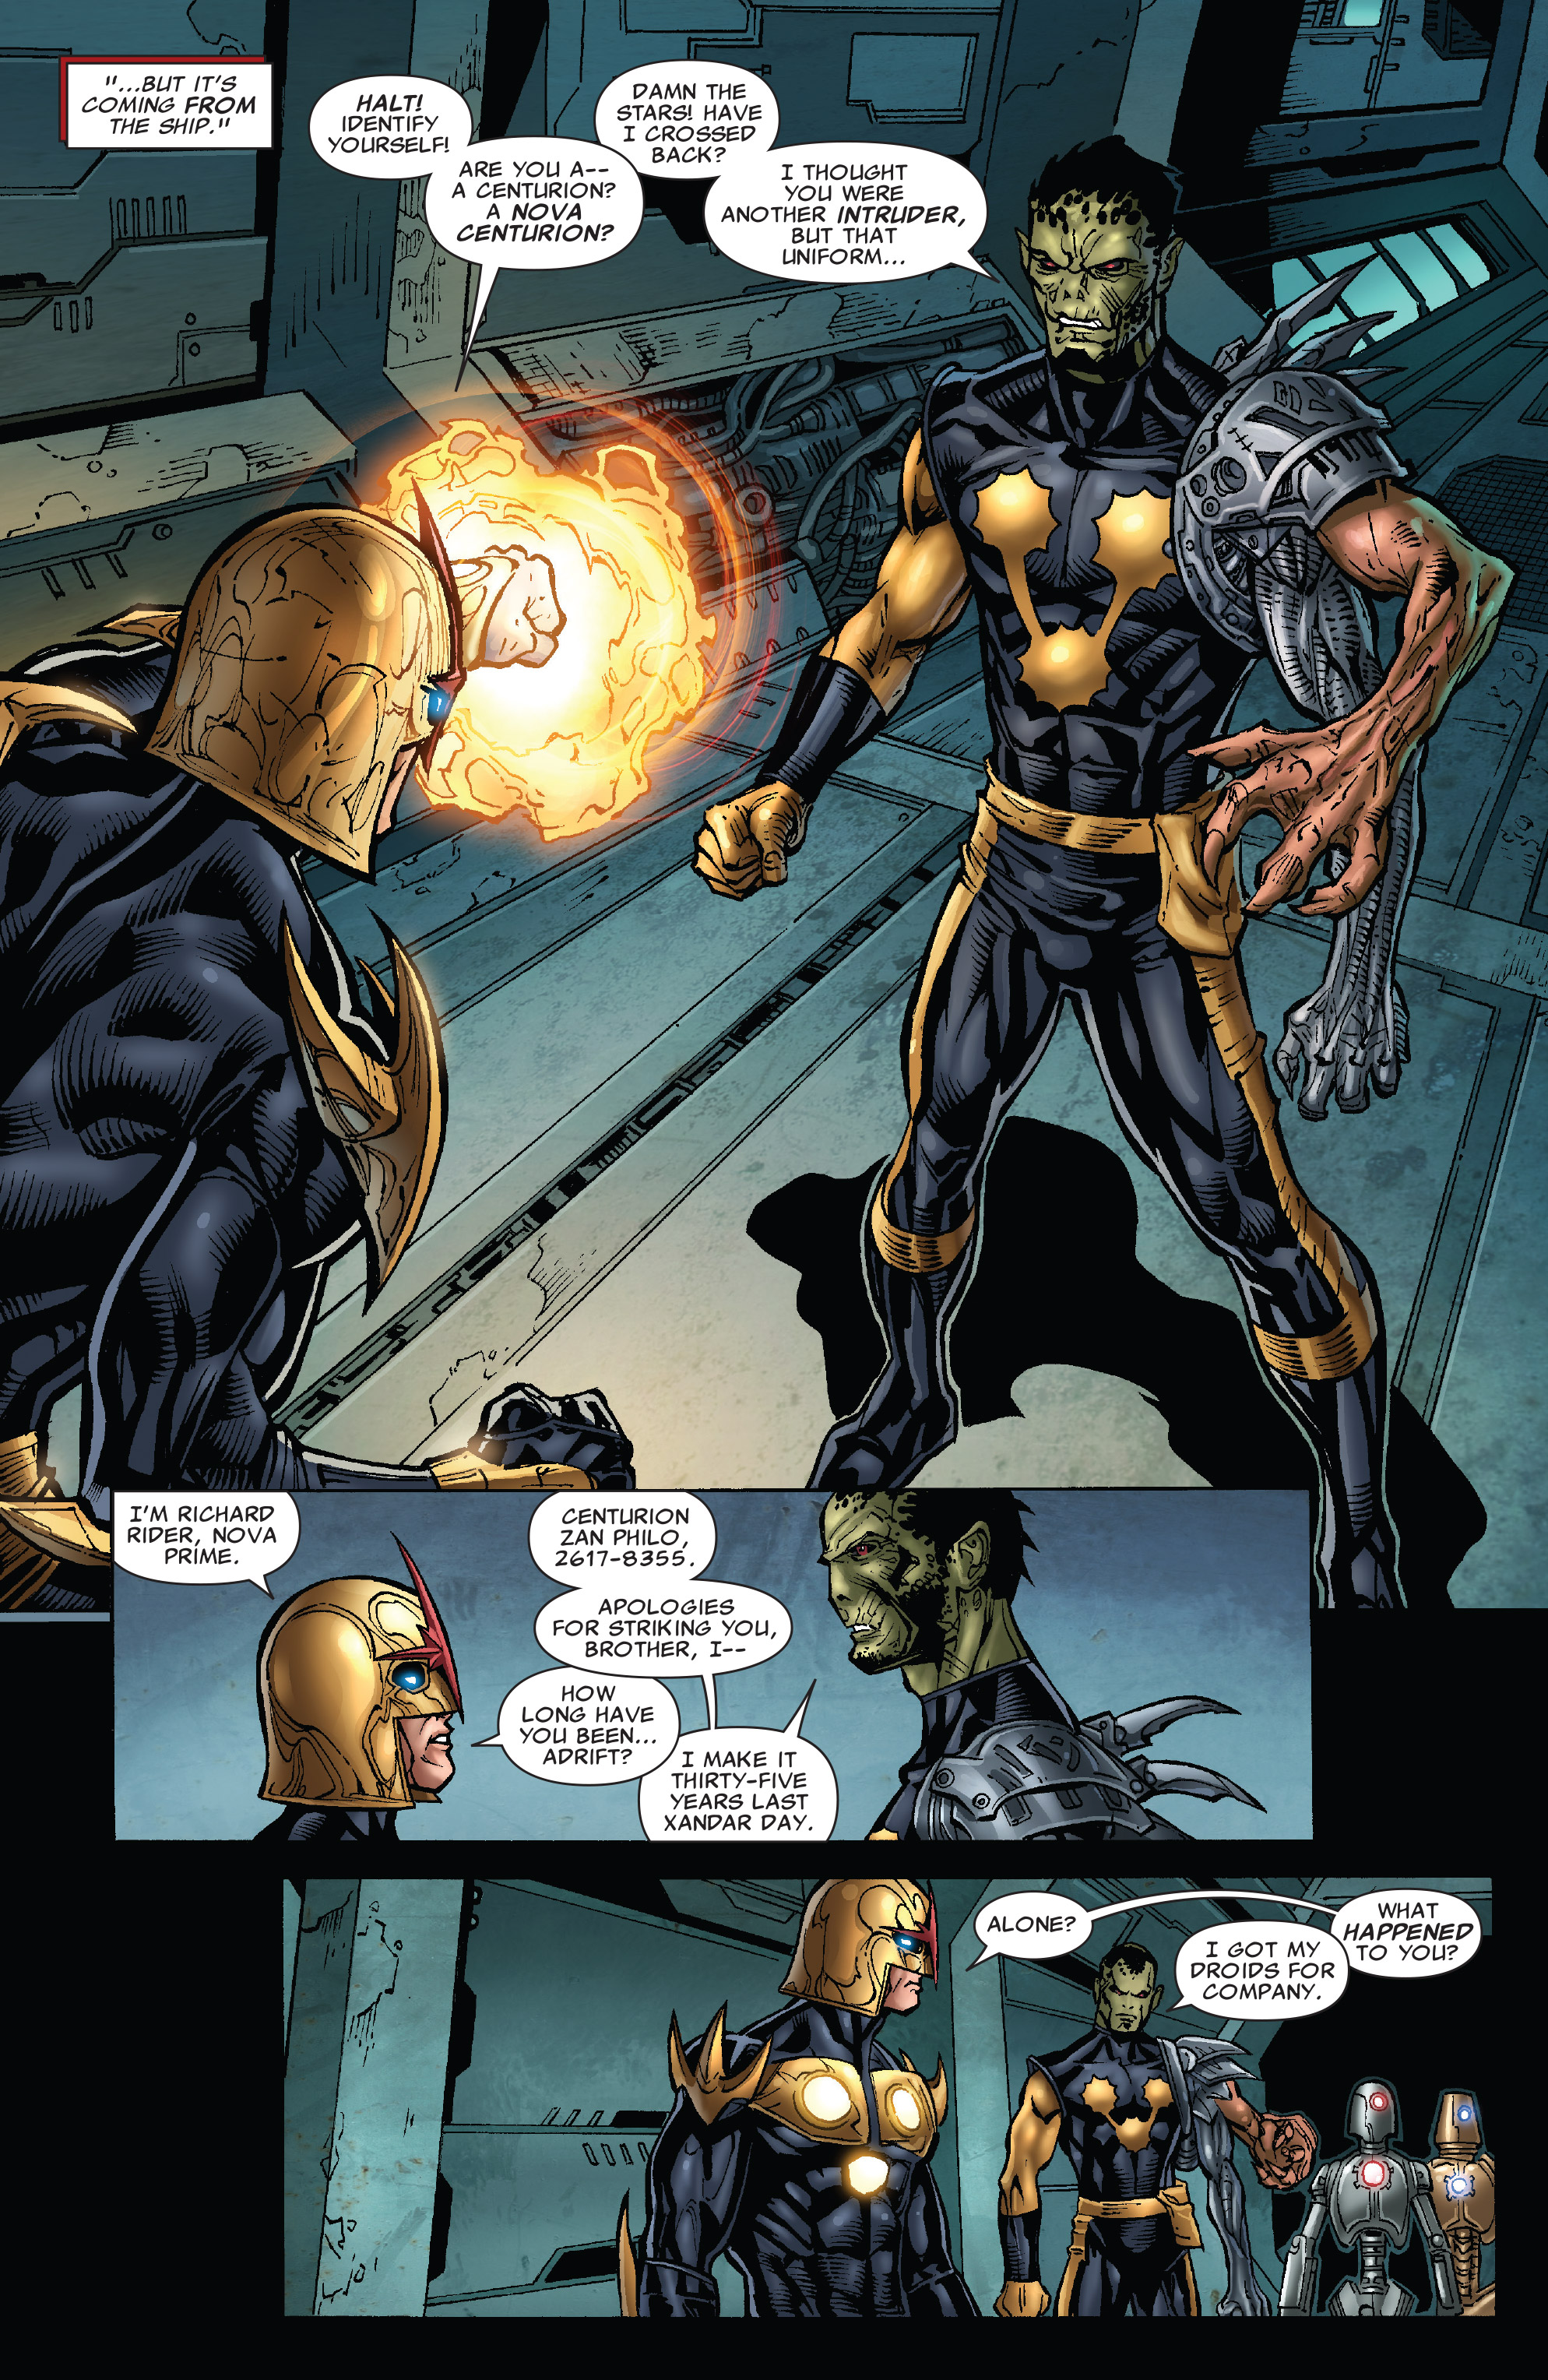 "...BUT IT'S
COMING FROM
THE SHIP."
HALT!
IDENTIFY
YOURSELF!
ARE YOU A--
A CENTURION?
A NOVA
CENTURION?
DAMN THE
STARS! HAVE
I CROSSED
BACK?
I THOUGHT
YOU WERE
ANOTHER INTRUDER,
BUT THAT
UNIFORM...
I'M RICHARD
RIDER, NOVA
PRIME.
CENTURION
ZAN PHILO,
2617-8355.
APOLOGIES
FOR STRIKING YOU,
BROTHER, I--
HOW
LONG HAVE
YOU BEEN...
ADRIFT?
I MAKE IT
THIRTY-FIVE
YEARS LAST
XANDAR DAY.
ALONE?
I GOT MY
DROIDS FOR
COMPANY.
WHAT
HAPPENED
TO YOU?